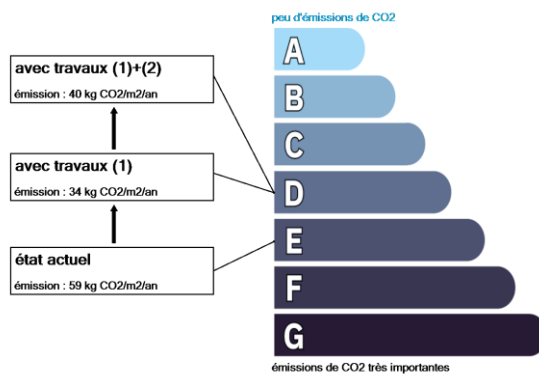 peu d'émissions de CO2
avec travaux (1)+(2)
émission : 40 kg CO2/m2/an
avec travaux (1)
émission : 34 kg CO2/m2/an
état actuel
émission : 59 kg CO2/m2/an
A
B
C
D
E
F
G
émissions de CO2 très importantes